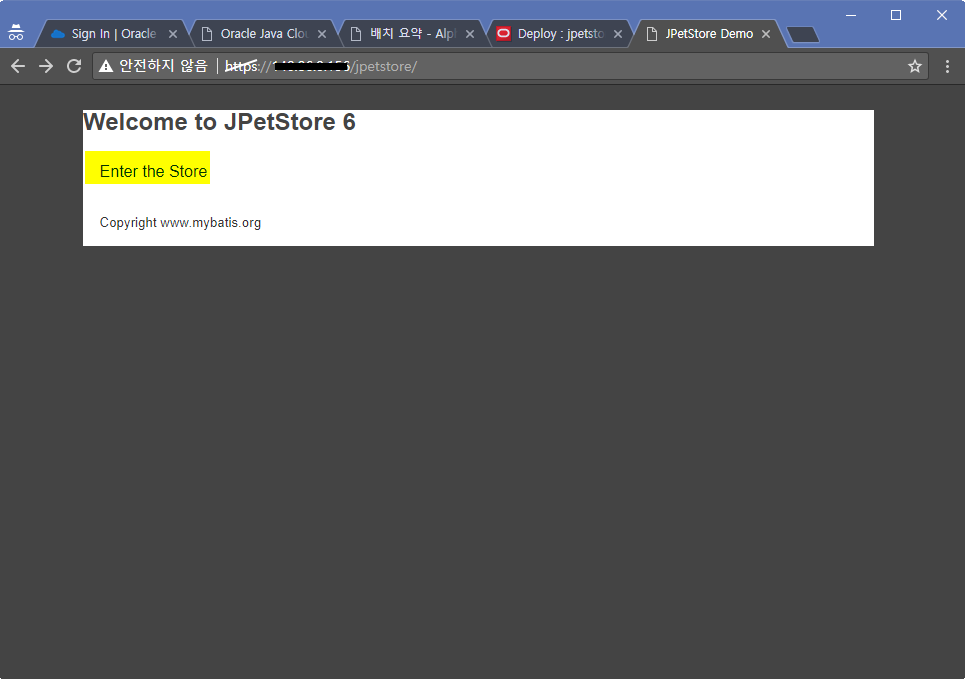 Sign In | Oracle
Oracle Java Clou
배치 요약 - Alpl
Deploy : jpetsto
JPetStore Demo
안전하지 않음 | https:// /jpetstore/
Welcome to JPetStore 6
Enter the Store
Copyright www.mybatis.org